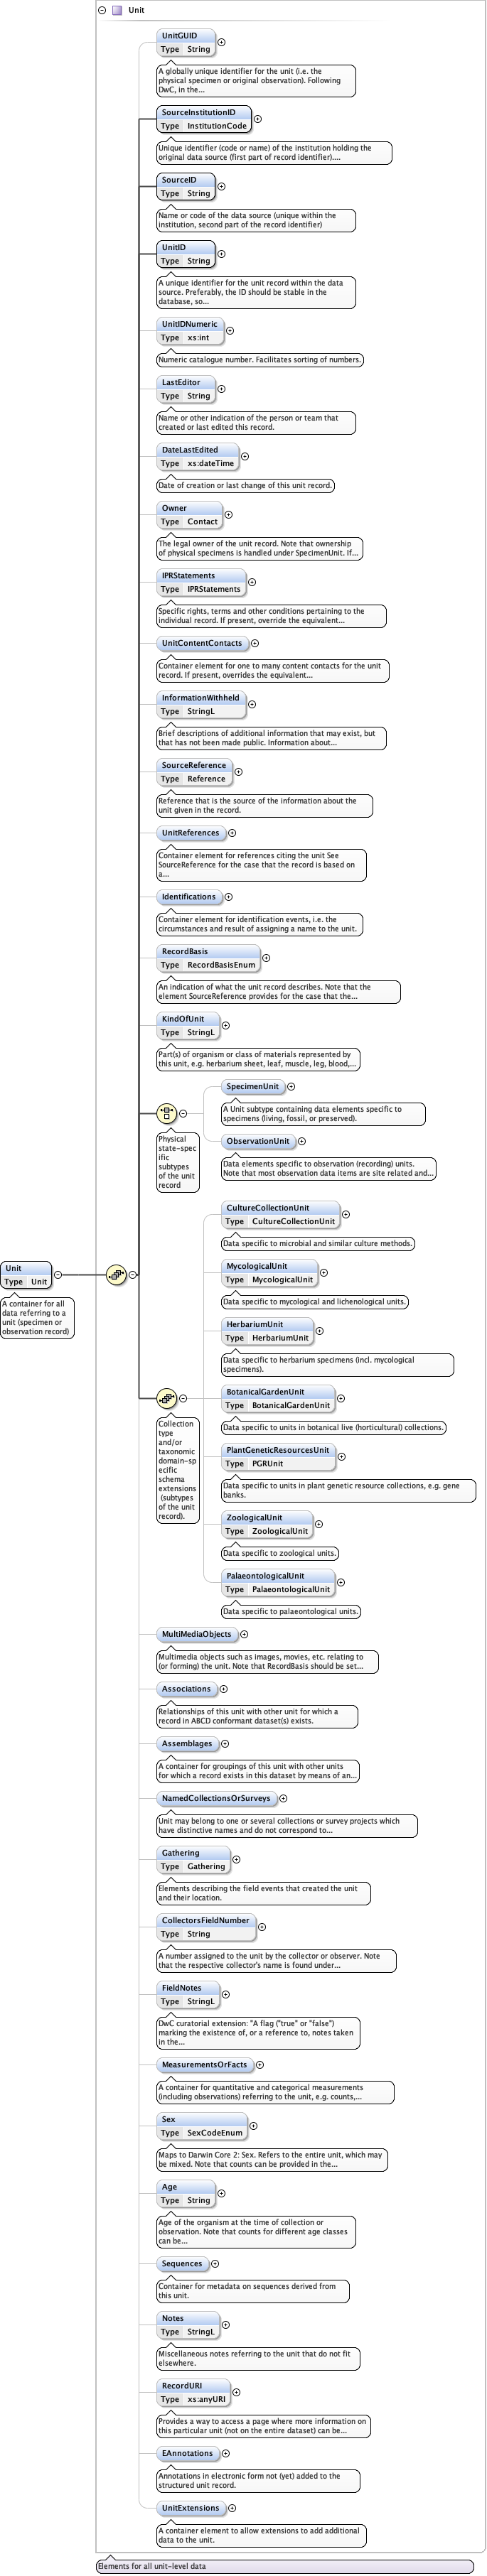 Unit
UnitGUID
Type String
A globally unique identifier for the unit (i.e. the
physical specimen or original observation). Following
DwC, in the...
SourceInstitutionID
Type InstitutionCode
Unique identifier (code or name) of the institution holding the
original data source (first part of record identifier)....
SourceID
Type String
Name or code of the data source (unique within the
institution, second part of the record identifier)
UnitID
Type String
A unique identifier for the unit record within the data
source. Preferably, the ID should be stable in the
database, so...
UnitIDNumeric
Type xs:int
Numeric catalogue number. Facilitates sorting of numbers.
LastEditor
Type String
Name or other indication of the person or team that
created or last edited this record.
DateLastEdited
Type xs:dateTime
Date of creation or last change of this unit record.
Owner
Type Contact
The legal owner of the unit record. Note that ownership
of physical specimens is handled under SpecimenUnit. If...
IPRStatements
Type IPRStatements
Specific rights, terms and other conditions pertaining to the
individual record. If present, override the equivalent...
UnitContentContacts
Container element for one to many content contacts for the unit
record. If present, overrides the equivalent...
InformationWithheld
Type StringL
Brief descriptions of additional information that may exist, but
that has not been made public. Information about...
SourceReference
Type Reference
Reference that is the source of the information about the
unit given in the record.
UnitReferences
Container element for references citing the unit See
SourceReference for the case that the record is based on
a...
Identifications
Container element for identification events, i.e. the
circumstances and result of assigning a name to the unit.
RecordBasis
Type RecordBasisEnum
An indication of what the unit record describes. Note that the
element SourceReference provides for the case that the...
KindOfUnit
Type StringL
Part(s) of organism or class of materials represented by
this unit, e.g. herbarium sheet, leaf, muscle, leg, blood,...
Physical
state-spec
ific
subtypes
of the unit
record
SpecimenUnit
A Unit subtype containing data elements specific to
specimens (living, fossil, or preserved).
ObservationUnit
Data elements specific to observation (recording) units.
Note that most observation data items are site related and...
Unit
Type Unit
A container for all
data referring to a
unit (specimen or
observation record)
Collection
type
and/or
taxonomic
domain-sp
ecific
schema
extensions
(subtypes
of the unit
record).
CultureCollectionUnit
Type CultureCollectionUnit
Data specific to microbial and similar culture methods.
MycologicalUnit
Type MycologicalUnit
Data specific to mycological and lichenological units.
HerbariumUnit
Type HerbariumUnit
Data specific to herbarium specimens (incl. mycological
specimens).
BotanicalGardenUnit
Type BotanicalGardenUnit
Data specific to units in botanical live (horticultural) collections.
PlantGeneticResourcesUnit
Type PGRUnit
Data specific to units in plant genetic resource collections, e.g. gene
banks.
ZoologicalUnit
Type ZoologicalUnit
Data specific to zoological units.
PalaeontologicalUnit
Type PalaeontologicalUnit
Data specific to palaeontological units.
MultiMediaObjects
Multimedia objects such as images, movies, etc. relating to
(or forming) the unit. Note that RecordBasis should be set...
Associations
Relationships of this unit with other unit for which a
record in ABCD conformant dataset(s) exists.
Assemblages
A container for groupings of this unit with other units
for which a record exists in this dataset by means of an...
NamedCollectionsOrSurveys
Unit may belong to one or several collections or survey projects which
have distinctive names and do not correspond to...
Gathering
Type Gathering
Elements describing the field events that created the unit
and their location.
CollectorsFieldNumber
Type String
A number assigned to the unit by the collector or observer. Note
that the respective collector's name is found under...
FieldNotes
Type StringL
DwC curatorial extension: "A flag ("true" or "false")
marking the existence of, or a reference to, notes taken
in the...
MeasurementsOrFacts
A container for quantitative and categorical measurements
(including observations) referring to the unit, e.g. counts,...
Sex
Type SexCodeEnum
Maps to Darwin Core 2: Sex. Refers to the entire unit, which may
be mixed. Note that counts can be provided in the...
Age
Type String
Age of the organism at the time of collection or
observation. Note that counts for different age classes
can be...
Sequences
Container for metadata on sequences derived from
this unit.
Notes
Type StringL
Miscellaneous notes referring to the unit that do not fit
elsewhere.
RecordURI
Type xs:anyURI
Provides a way to access a page where more information on
this particular unit (not on the entire dataset) can be...
EAnnotations
Annotations in electronic form not (yet) added to the
structured unit record.
UnitExtensions
A container element to allow extensions to add additional
data to the unit.
Elements for all unit-level data